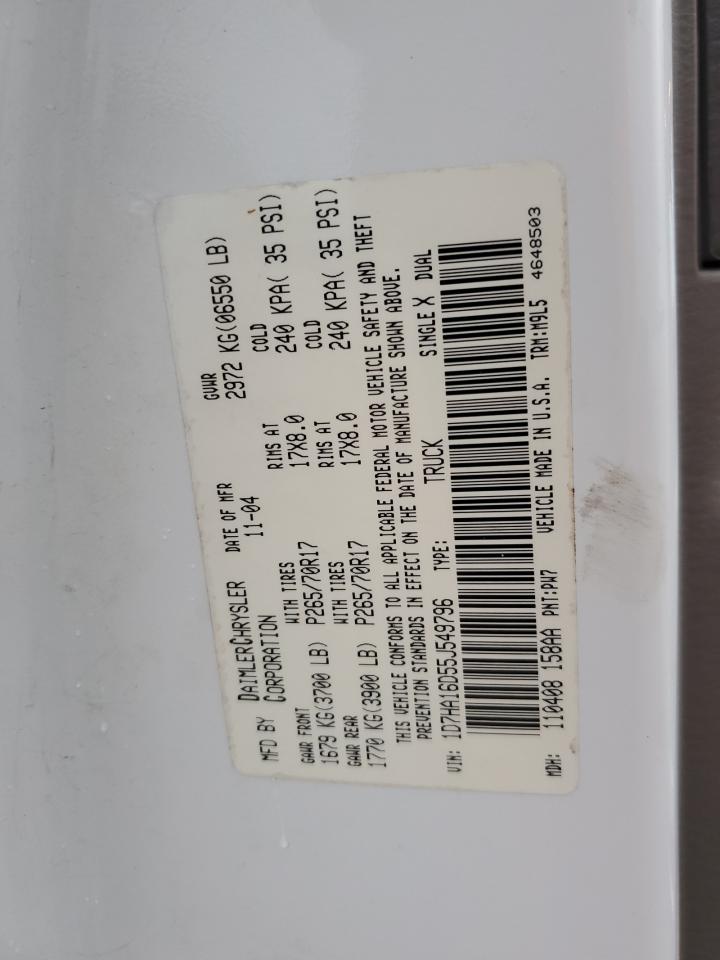 MFD BY DAIMLERCHRYSLER CORPORATION DATE OF MFR 11-04 GVWR 2972 KG(06550 LB)
GAWR FRONT WITH TIRES RIMS AT COLD
1679 KG(3700 LB) P265/70R17 17X8.0 240 KPA( 35 PSI)
GAWR REAR WITH TIRES RIMS AT COLD
1770 KG(3900 LB) P265/70R17 17X8.0 240 KPA( 35 PSI)
THIS VEHICLE CONFORMS TO ALL APPLICABLE FEDERAL MOTOR VEHICLE SAFETY AND THEFT
PREVENTION STANDARDS IN EFFECT ON THE DATE OF MANUFACTURE SHOWN ABOVE.
VIN: 1D7HA16D55J549796 TYPE: TRUCK SINGLE X DUAL
MDH: 110408 158AA PNT:PW7 VEHICLE MADE IN U.S.A. TRM:M9L5 4648503